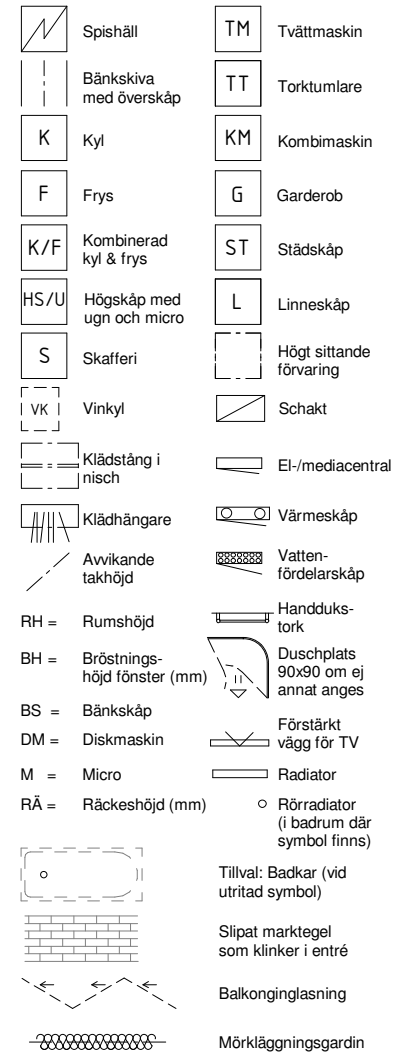 Spishäll
Bänkskiva
med överskåp
K Kyl
F Frys
K/F Kombinerad
kyl & frys
HS/U Högskåp med
ugn och micro
S Skafferi
VK Vinkyl
Klädstång i
nisch
Klädhängare
Avvikande
takhöjd
RH = Rumshöjd
BH = Bröstnings-
höjd fönster (mm)
BS = Bänkskåp
DM = Diskmaskin
M = Micro
RÄ = Räckeshöjd (mm)
TM Tvättmaskin
TT Torktumlare
KM Kombimaskin
G Garderob
ST Städskåp
L Linneskåp
Högt sittande
förvaring
Schakt
El-/mediacentral
Värmeskåp
Vatten-
fördelarskåp
Handduks-
tork
Duschplats
90x90 om ej
annat anges
Förstärkt
vägg för TV
Radiator
Rörradiator
(i badrum där
symbol finns)
Tillval: Badkar (vid
utritad symbol)
Slipat marktegel
som klinker i entré
Balkonginglasning
Mörkläggningsgardin